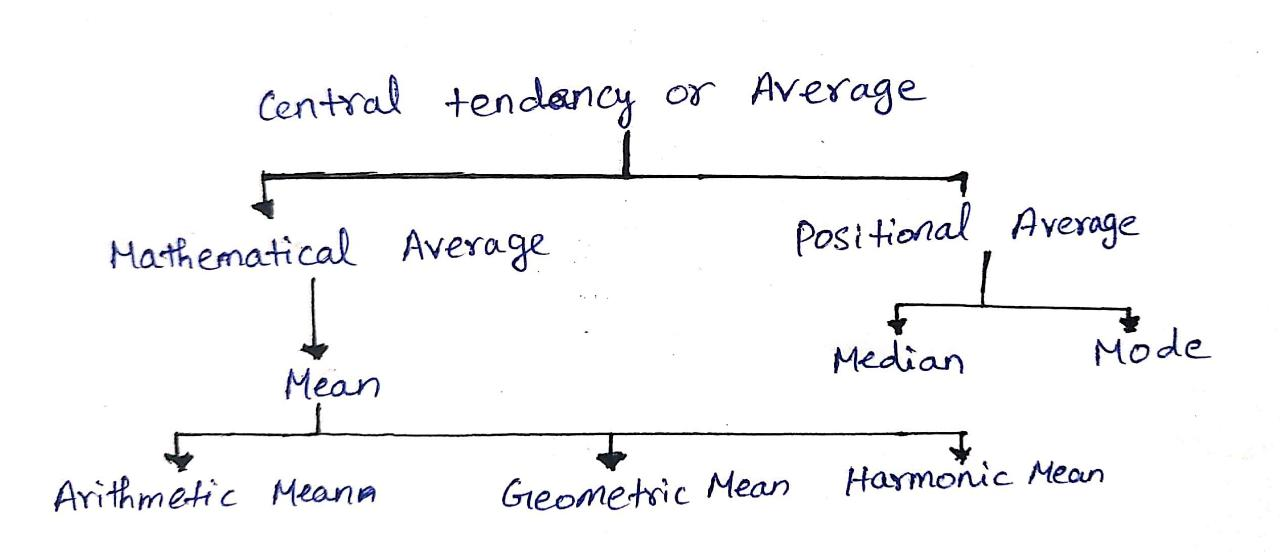 Central tendency or Average
Mathematical Average
Positional Average
Median
Mode
Mean
Arithmetic Meann
Geometric Mean
Harmonic Mean